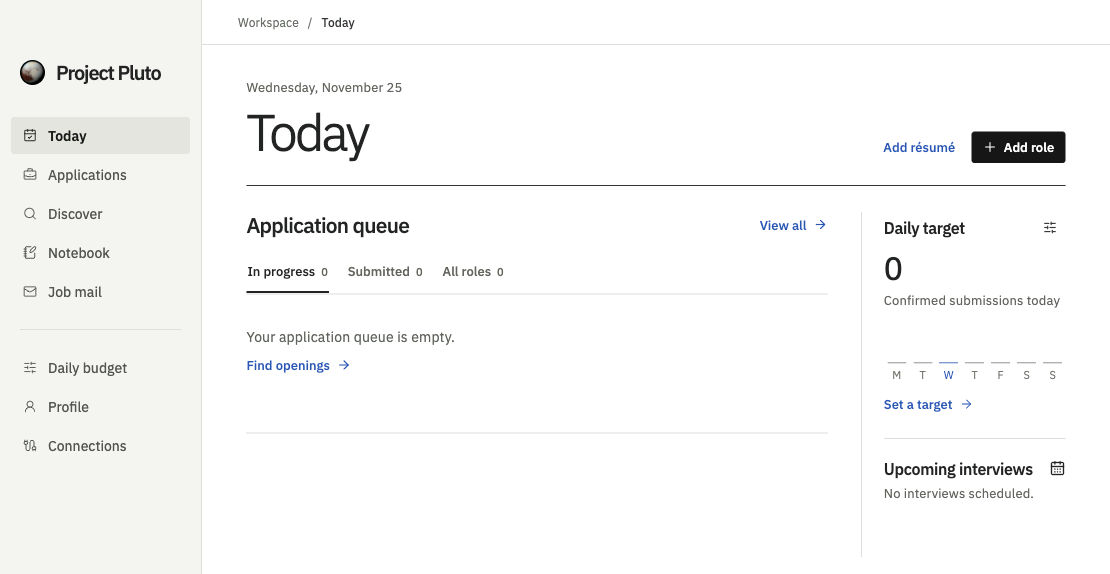 Workspace / Today
Project Pluto
Today
Applications
Discover
Notebook
Job mail
Daily budget
Profile
Connections
Wednesday, November 25
Today
Add résumé
+ Add role
Application queue
View all →
In progress 0 Submitted 0 All roles 0
Your application queue is empty.
Find openings →
Daily target
0
Confirmed submissions today
M T W T F S S
Set a target →
Upcoming interviews
No interviews scheduled.